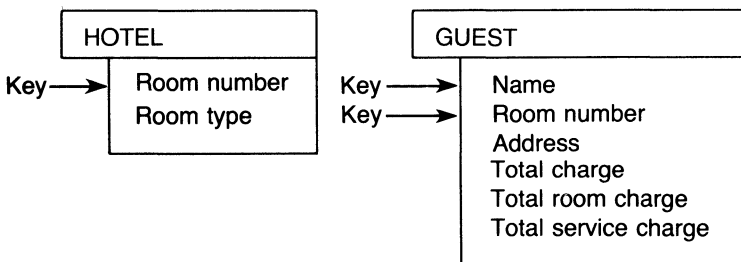 HOTEL
Key Room number
Room type
GUEST
Key Name
Key Room number
Address
Total charge
Total room charge
Total service charge